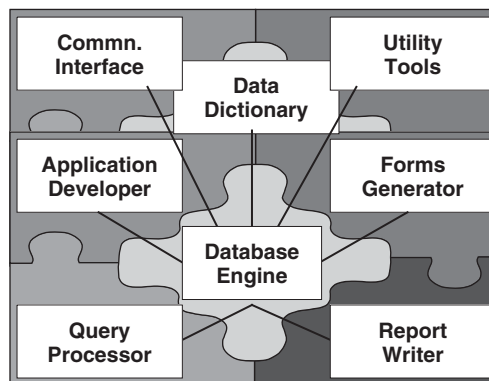 Commn.
Interface
Utility
Tools
Data
Dictionary
Application
Developer
Forms
Generator
Database
Engine
Query
Processor
Report
Writer